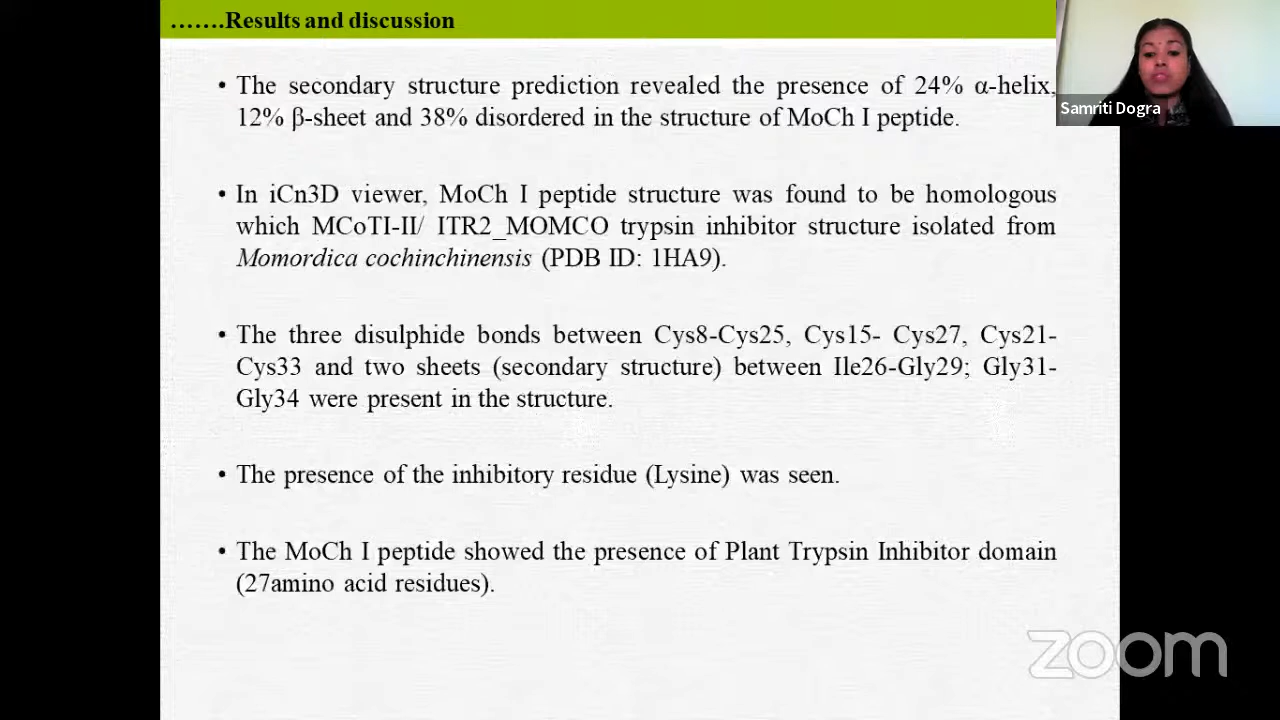 …….Results and discussion
Samriti Dogra
• The secondary structure prediction revealed the presence of 24% α-helix,
12% β-sheet and 38% disordered in the structure of MoCh I peptide.
• In iCn3D viewer, MoCh I peptide structure was found to be homologous
which MCoTI-II/ ITR2_MOMCO trypsin inhibitor structure isolated from
Momordica cochinchinensis (PDB ID: 1HA9).
• The three disulphide bonds between Cys8-Cys25, Cys15- Cys27, Cys21-
Cys33 and two sheets (secondary structure) between Ile26-Gly29; Gly31-
Gly34 were present in the structure.
• The presence of the inhibitory residue (Lysine) was seen.
• The MoCh I peptide showed the presence of Plant Trypsin Inhibitor domain
(27amino acid residues).
zoom